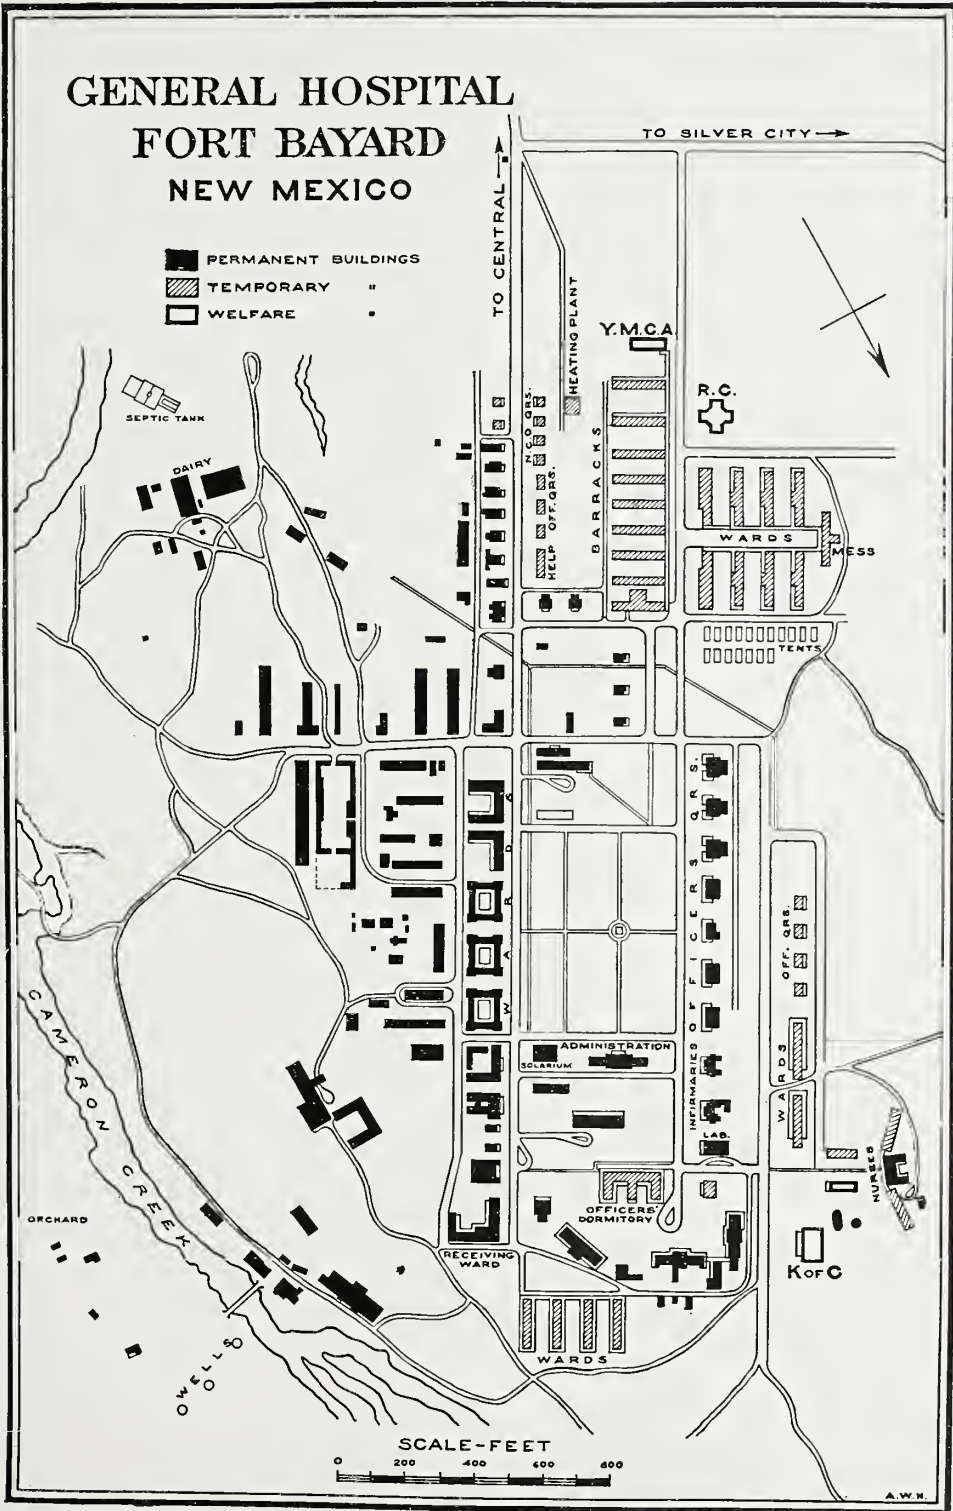 GENERAL HOSPITAL
FORT BAYARD
NEW MEXICO
PERMANENT BUILDINGS
TEMPORARY "
WELFARE "
TO SILVER CITY
TO CENTRAL
HEATING PLANT
Y.M.C.A.
R.C.
SEPTIC TANK
DAIRY
N.C.O. QRS.
OFF. QRS.
HELP
BARRACKS
WARDS
MESS
TENTS
WARDS
OFFICERS QRS.
OFF. QRS.
ADMINISTRATION
SOLARIUM
INFIRMARIES
WARDS
LAB.
NURSES
OFFICERS'
DORMITORY
RECEIVING
WARD
K OF C
CAMERON CREEK
ORCHARD
WELLS
WARDS
SCALE-FEET
0 200 400 600 800
A.W.H.